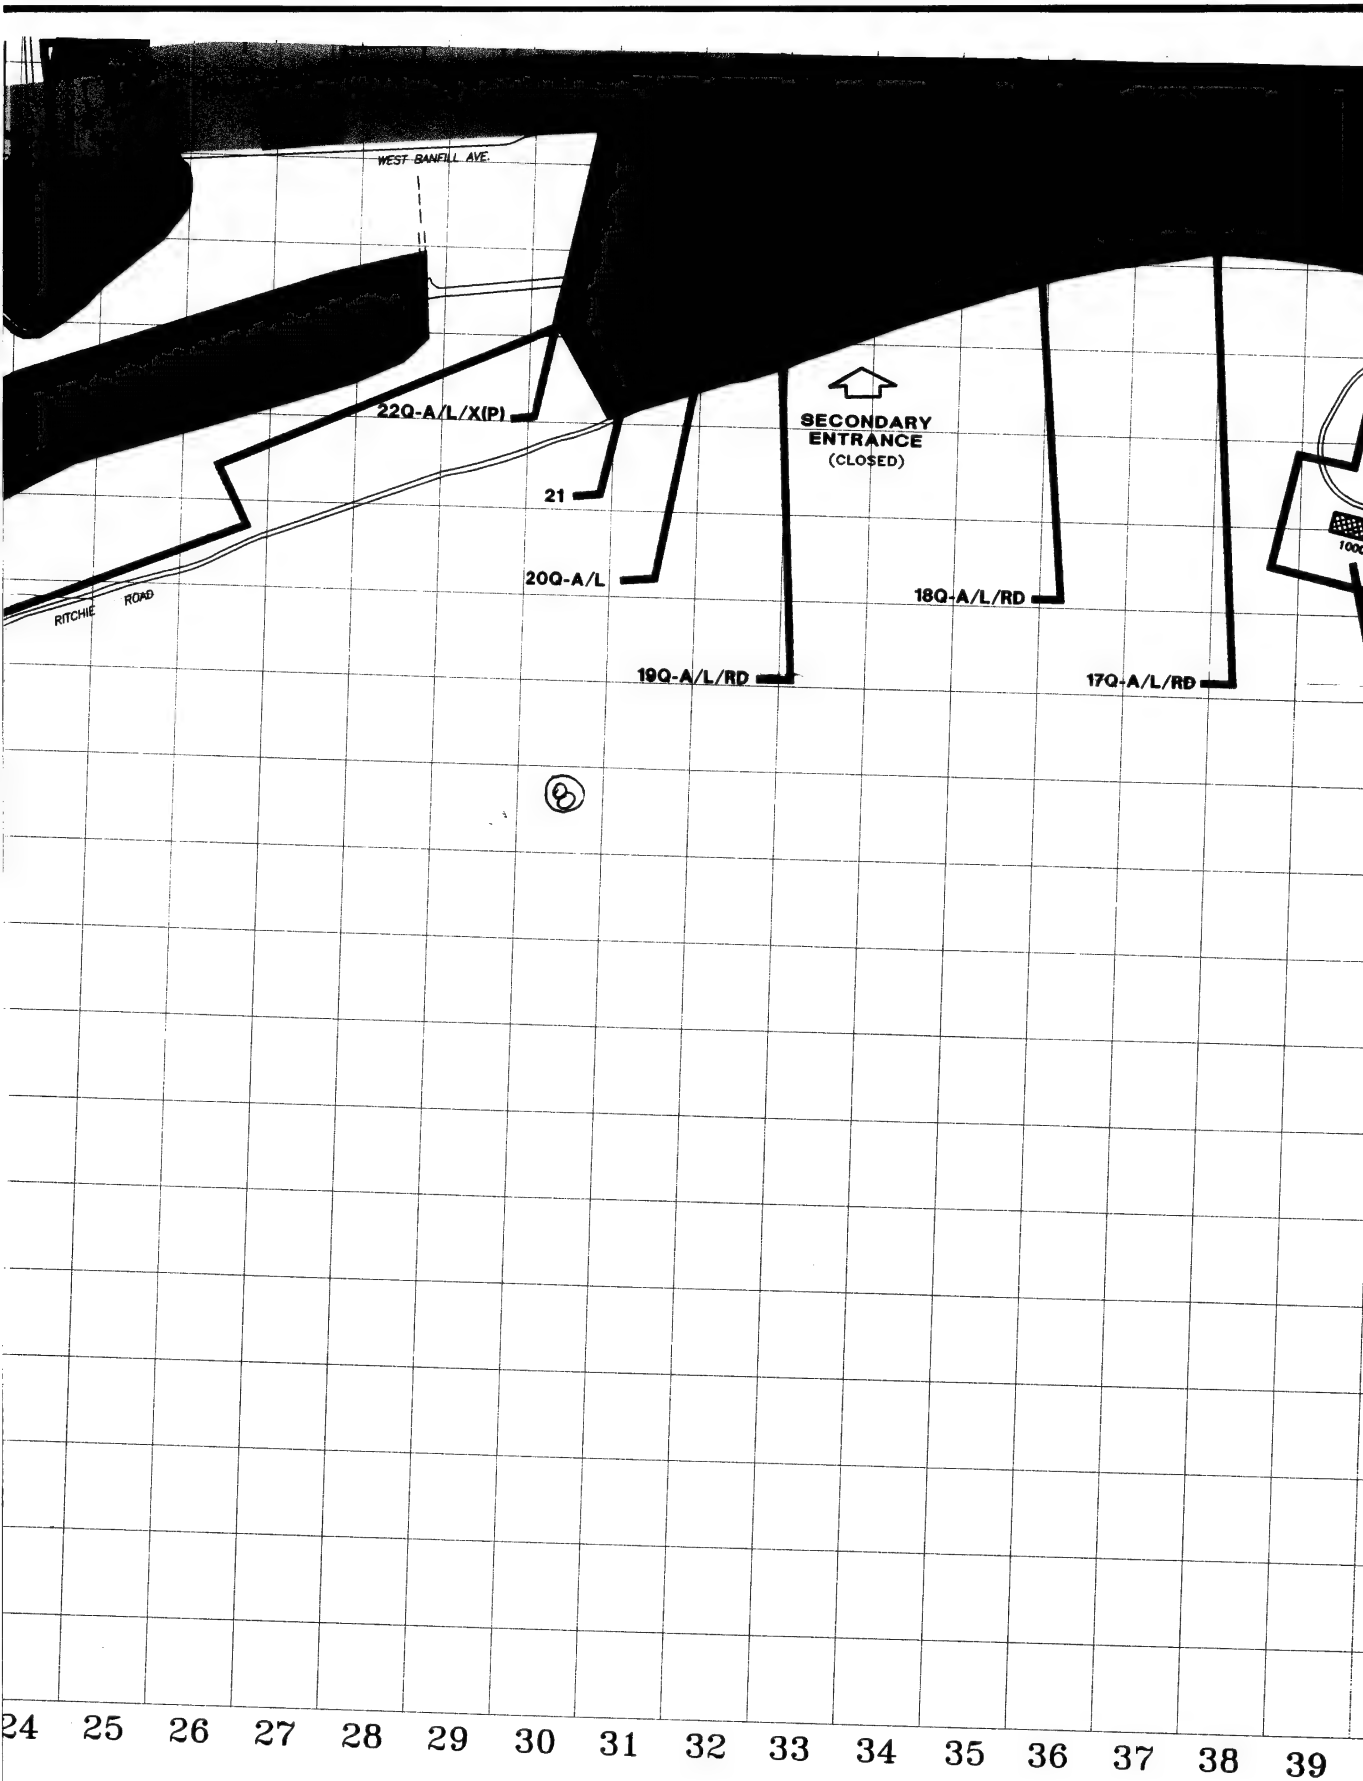 WEST BANFILL AVE.
22Q-A/L/X(P)
SECONDARY
ENTRANCE
(CLOSED)
21
20Q-A/L
18Q-A/L/RD
RITCHIE ROAD
19Q-A/L/RD
17Q-A/L/RD
24 25 26 27 28 29 30 31 32 33 34 35 36 37 38 39